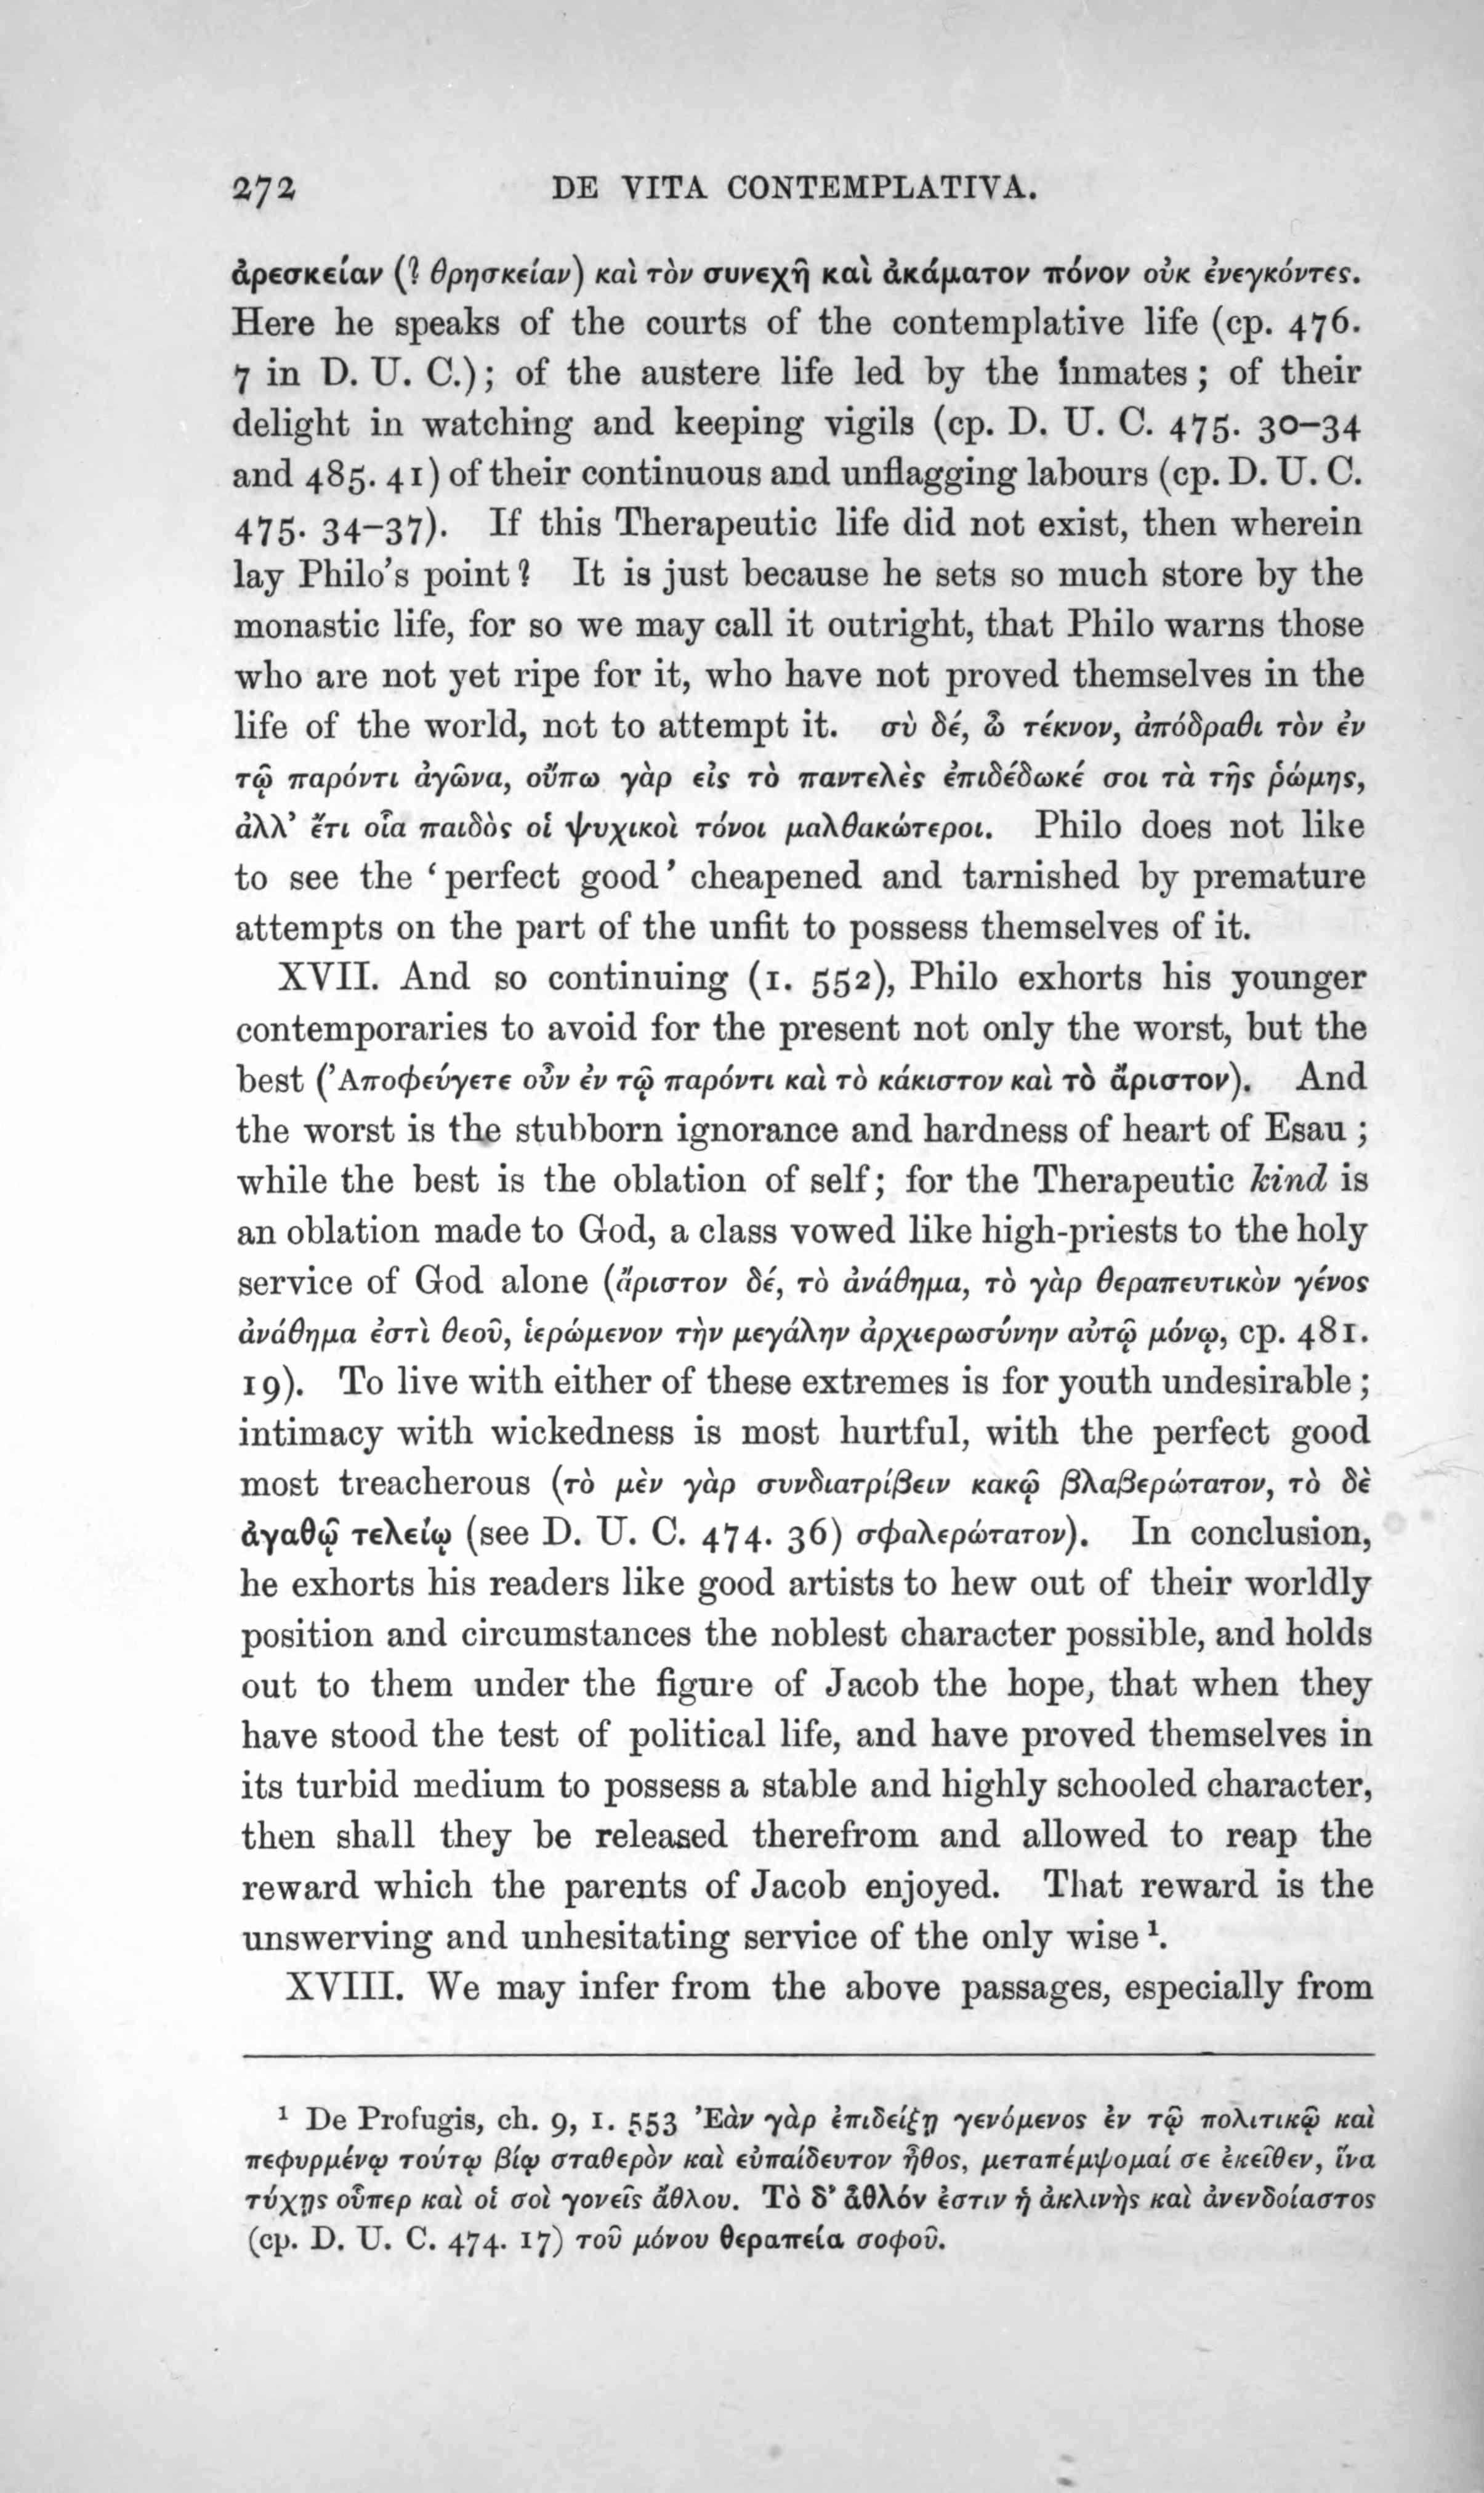 272 DE VITA CONTEMPLATIVA.
ἀρεσκείαν (? θρησκείαν) καὶ τὸν συνεχῆ καὶ ἀκάματον πόνον οὐκ ἐνεγκόντες.
Here he speaks of the courts of the contemplative life (cp. 476.
7 in D. U. C.); of the austere life led by the inmates; of their
delight in watching and keeping vigils (cp. D. U. C. 475. 30–34
and 485. 41) of their continuous and unflagging labours (cp. D. U. C.
475. 34–37). If this Therapeutic life did not exist, then wherein
lay Philo's point? It is just because he sets so much store by the
monastic life, for so we may call it outright, that Philo warns those
who are not yet ripe for it, who have not proved themselves in the
life of the world, not to attempt it. σὺ δέ, ὦ τέκνον, ἀπόδραθι τὸν ἐν
τῷ παρόντι ἀγῶνα, οὔπω γὰρ εἰς τὸ παντελὲς ἐπιδέδωκέ σοι τὰ τῆς ῥώμης,
ἀλλ' ἔτι οἷα παιδὸς οἱ ψυχικοὶ τόνοι μαλθακώτεροι. Philo does not like
to see the ‘perfect good’ cheapened and tarnished by premature
attempts on the part of the unfit to possess themselves of it.
XVII. And so continuing (1. 552), Philo exhorts his younger
contemporaries to avoid for the present not only the worst, but the
best (Ἀποφεύγετε οὖν ἐν τῷ παρόντι καὶ τὸ κάκιστον καὶ τὸ ἄριστον). And
the worst is the stubborn ignorance and hardness of heart of Esau;
while the best is the oblation of self; for the Therapeutic kind is
an oblation made to God, a class vowed like high-priests to the holy
service of God alone (ἄριστον δέ, τὸ ἀνάθημα, τὸ γὰρ θεραπευτικὸν γένος
ἀνάθημα ἐστὶ θεοῦ, ἱερώμενον τὴν μεγάλην ἀρχιερωσύνην αὐτῷ μόνῳ, cp. 481.
19). To live with either of these extremes is for youth undesirable;
intimacy with wickedness is most hurtful, with the perfect good
most treacherous (τὸ μὲν γὰρ συνδιατρίβειν κακῷ βλαβερώτατον, τὸ δὲ
ἀγαθῷ τελείῳ (see D. U. C. 474. 36) σφαλερώτατον). In conclusion,
he exhorts his readers like good artists to hew out of their worldly
position and circumstances the noblest character possible, and holds
out to them under the figure of Jacob the hope, that when they
have stood the test of political life, and have proved themselves in
its turbid medium to possess a stable and highly schooled character,
then shall they be released therefrom and allowed to reap the
reward which the parents of Jacob enjoyed. That reward is the
unswerving and unhesitating service of the only wise¹.
XVIII. We may infer from the above passages, especially from
¹ De Profugis, ch. 9, 1. 553 Ἐὰν γὰρ ἐπιδείξῃ γενόμενος ἐν τῷ πολιτικῷ καὶ
πεφυρμένῳ τούτῳ βίῳ σταθερὸν καὶ εὐπαίδευτον ἦθος, μεταπέμψομαί σε ἐκεῖθεν, ἵνα
τύχῃς οὗπερ καὶ οἱ σοὶ γονεῖς ἄθλου. Τὸ δ' ἆθλόν ἐστιν ἡ ἀκλινὴς καὶ ἀνενδοίαστος
(cp. D. U. C. 474. 17) τοῦ μόνου θεραπεία σοφοῦ.